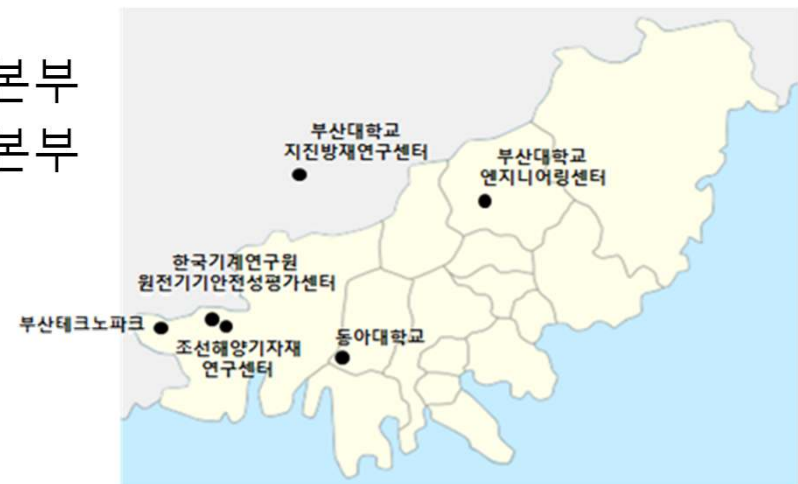 본부
본부
부산대학교
지진방재연구센터
부산대학교
엔지니어링센터
한국기계연구원
원전기기안전성평가센터
부산테크노파크
조선해양기자재
연구센터
동아대학교